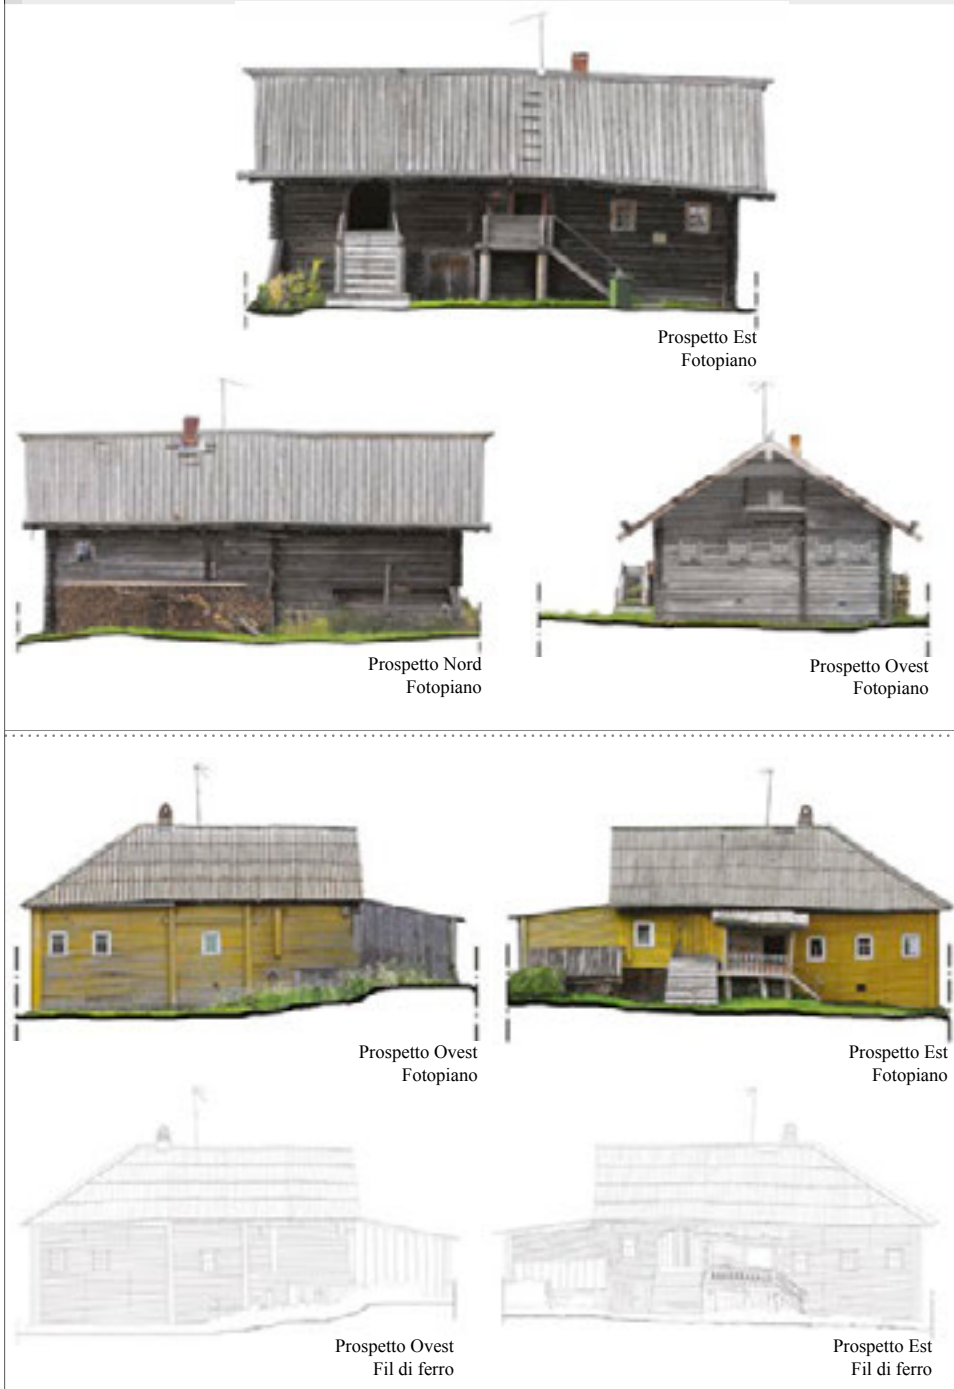 Prospetto Est
Fotopiano
Prospetto Nord
Fotopiano
Prospetto Ovest
Fotopiano
Prospetto Ovest
Fotopiano
Prospetto Est
Fotopiano
Prospetto Ovest
Fil di ferro
Prospetto Est
Fil di ferro